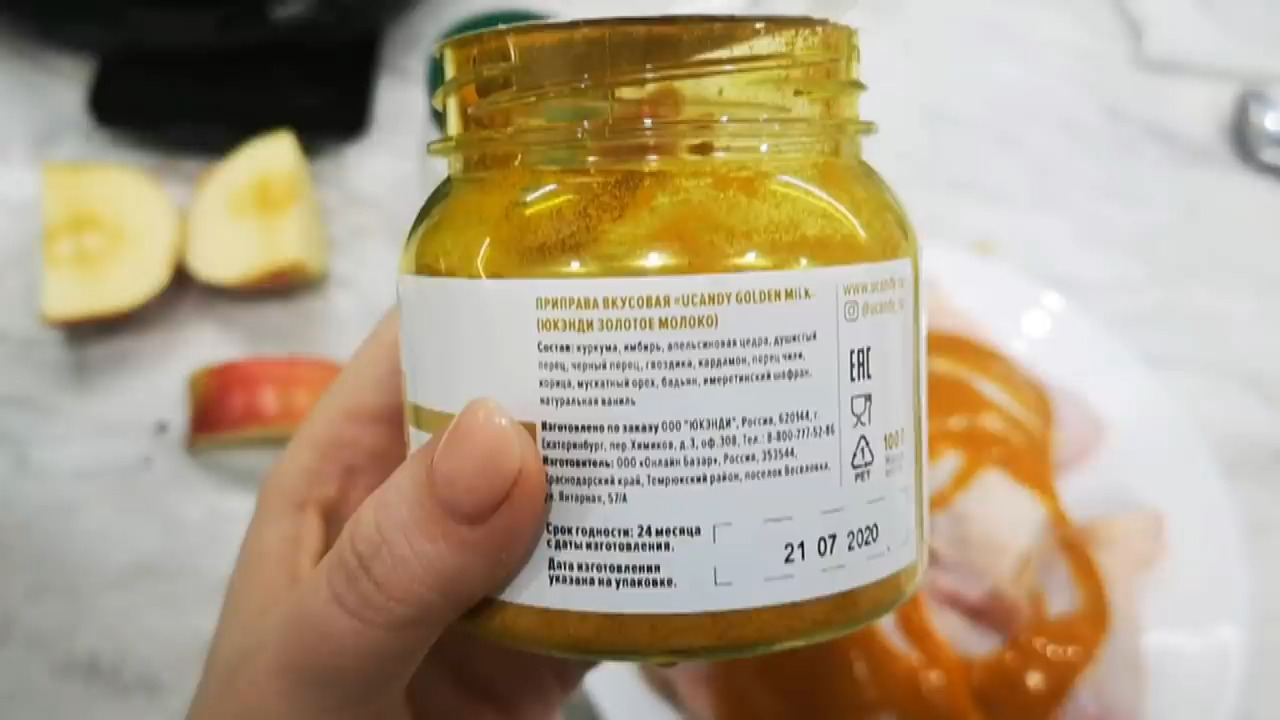 ПРИПРАВА ВКУСОВАЯ «UCANDY GOLDEN MILK»
(ЮКЭНДИ ЗОЛОТОЕ МОЛОКО)
Состав: куркума, имбирь, апельсиновая цедра, душистый
перец, черный перец, гвоздика, кардамон, перец чили,
корица, мускатный орех, бадьян, имеретинский шафран,
натуральная ваниль
Изготовлено по заказу ООО "ЮКЭНДИ", Россия, 620144, г.
Екатеринбург, пер.Химиков, д.3, оф.308, Тел.: 8-800-777-52-86
Изготовитель: ООО «Онлайн Базар», Россия, 353544,
Краснодарский край, Темрюкский район, поселок Веселовка,
ул. Янтарная, 57/А
Срок годности: 24 месяца
с даты изготовления.
Дата изготовления
указана на упаковке.
21 07 2020
www.ucandy.ru
@ucandy_ru
EAC
1
PET
100 Г